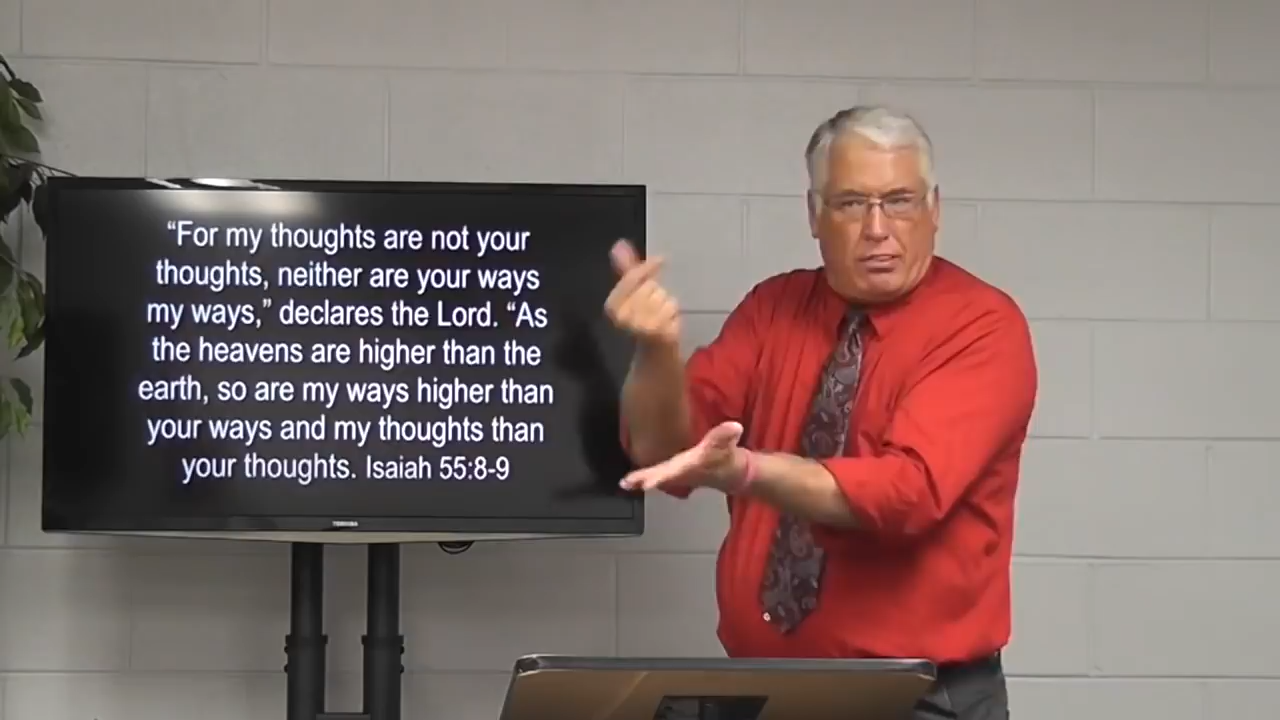 “For my thoughts are not your
thoughts, neither are your ways
my ways,” declares the Lord. “As
the heavens are higher than the
earth, so are my ways higher than
your ways and my thoughts than
your thoughts. Isaiah 55:8-9
TOSHIBA